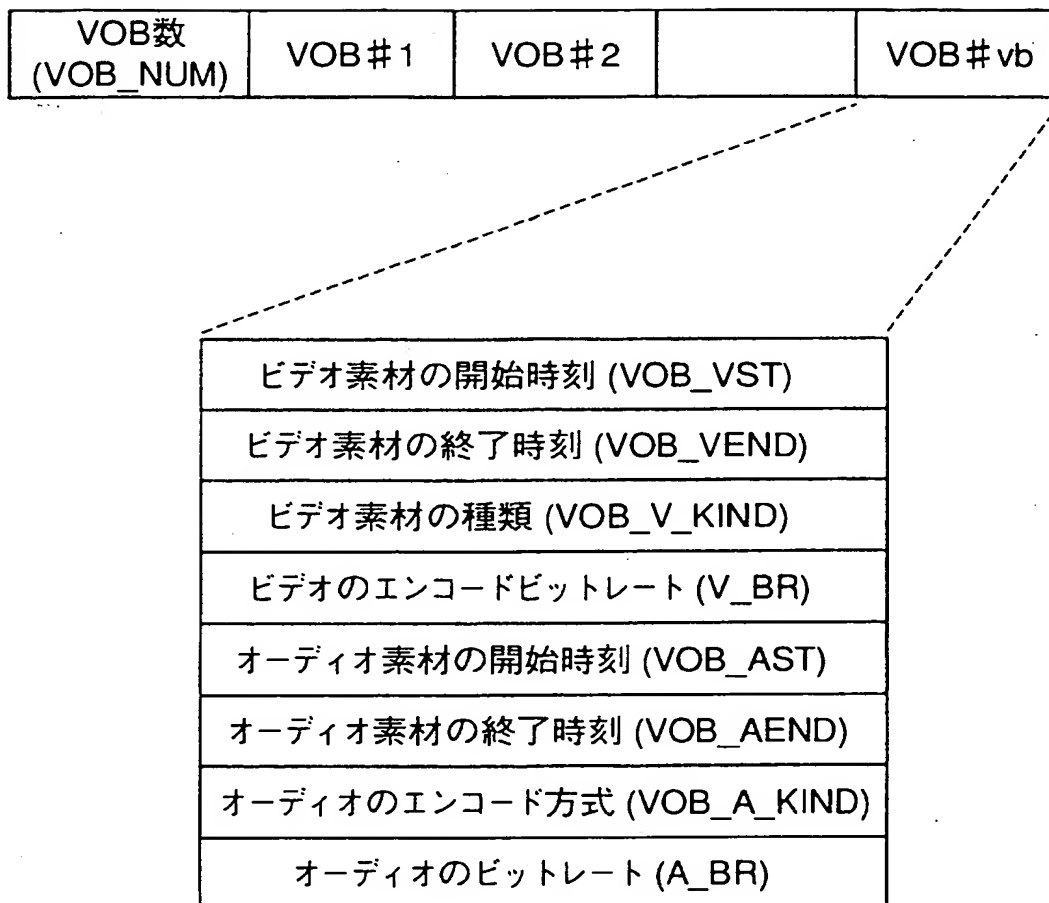 VOB数
(VOB_NUM)
VOB#1
VOB#2
VOB#vb
ビデオ素材の開始時刻 (VOB_VST)
ビデオ素材の終了時刻 (VOB_VEND)
ビデオ素材の種類 (VOB_V_KIND)
ビデオのエンコードビットレート (V_BR)
オーディオ素材の開始時刻 (VOB_AST)
オーディオ素材の終了時刻 (VOB_AEND)
オーディオのエンコード方式 (VOB_A_KIND)
オーディオのビットレート (A_BR)